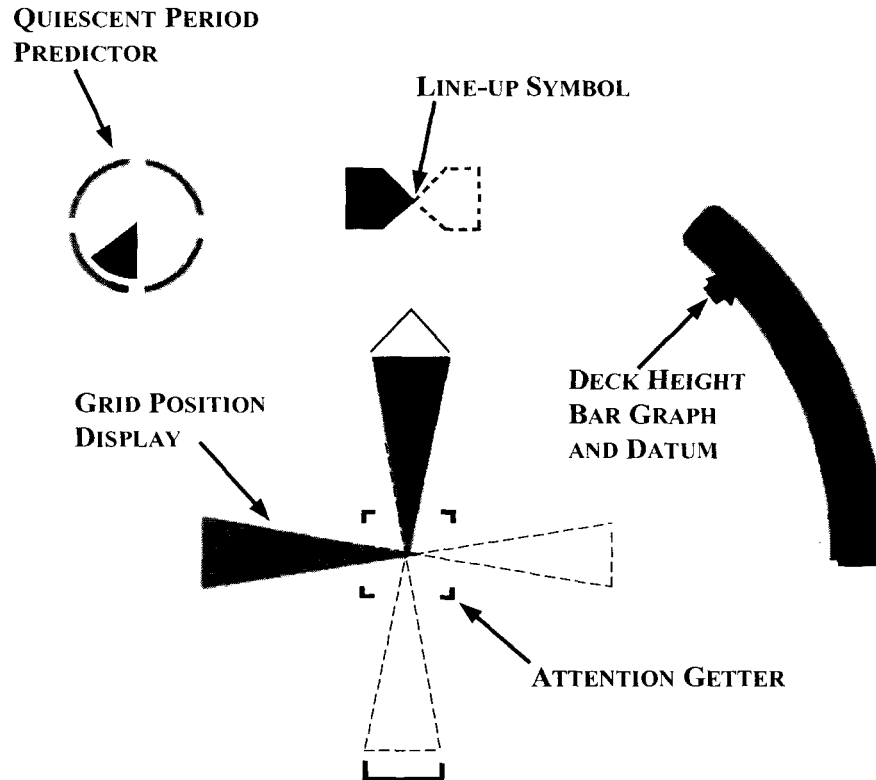 QUIESCENT PERIOD
PREDICTOR
LINE-UP SYMBOL
DECK HEIGHT
BAR GRAPH
AND DATUM
GRID POSITION
DISPLAY
ATTENTION GETTER